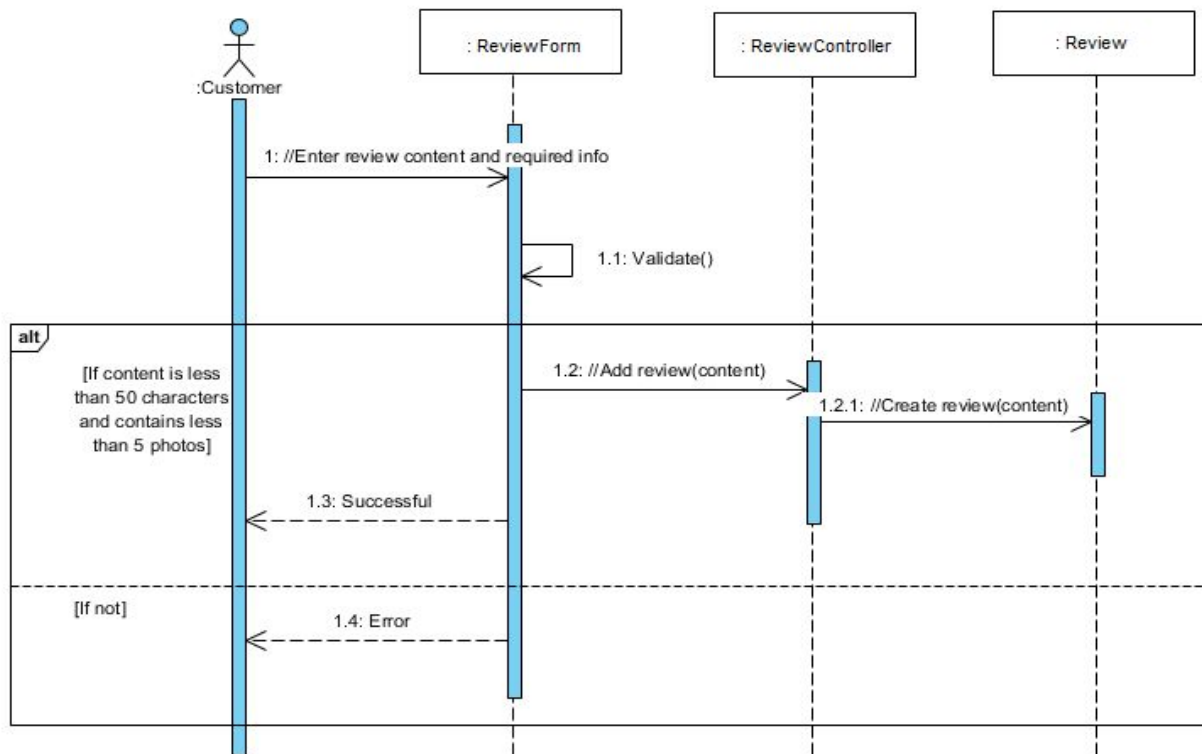 : ReviewForm
: ReviewController
: Review
:Customer
1: //Enter review content and required info
1.1: Validate()
alt
[If content is less
than 50 characters
and contains less
than 5 photos]
1.2: //Add review(content)
1.2.1: //Create review(content)
1.3: Successful
[If not]
1.4: Error